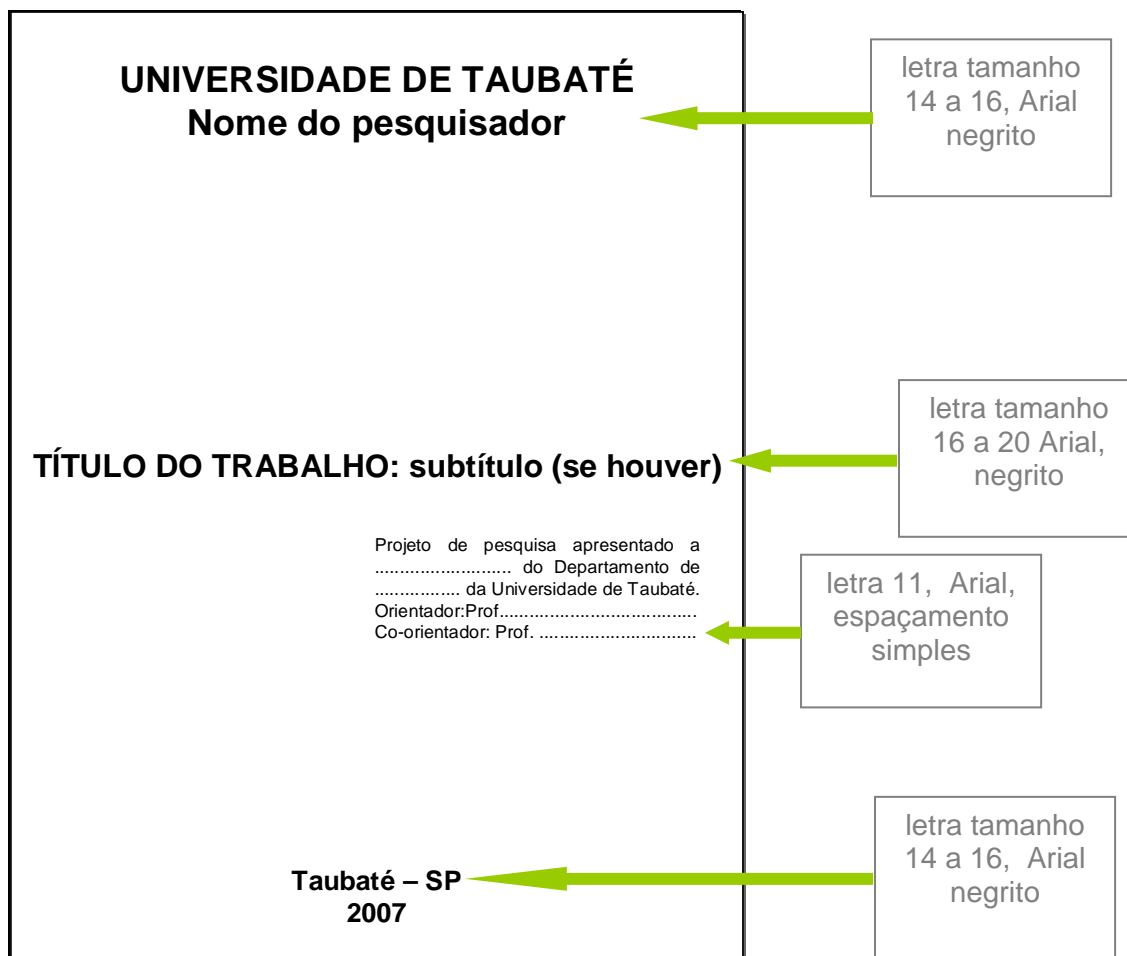 UNIVERSIDADE DE TAUBATÉ
Nome do pesquisador
letra tamanho
14 a 16, Arial
negrito
TÍTULO DO TRABALHO: subtítulo (se houver)
letra tamanho
16 a 20 Arial,
negrito
Projeto de pesquisa apresentado a
........................... do Departamento de
................. da Universidade de Taubaté.
Orientador:Prof.......................................
Co-orientador: Prof. ...............................
letra 11, Arial,
espaçamento
simples
Taubaté – SP
2007
letra tamanho
14 a 16, Arial
negrito